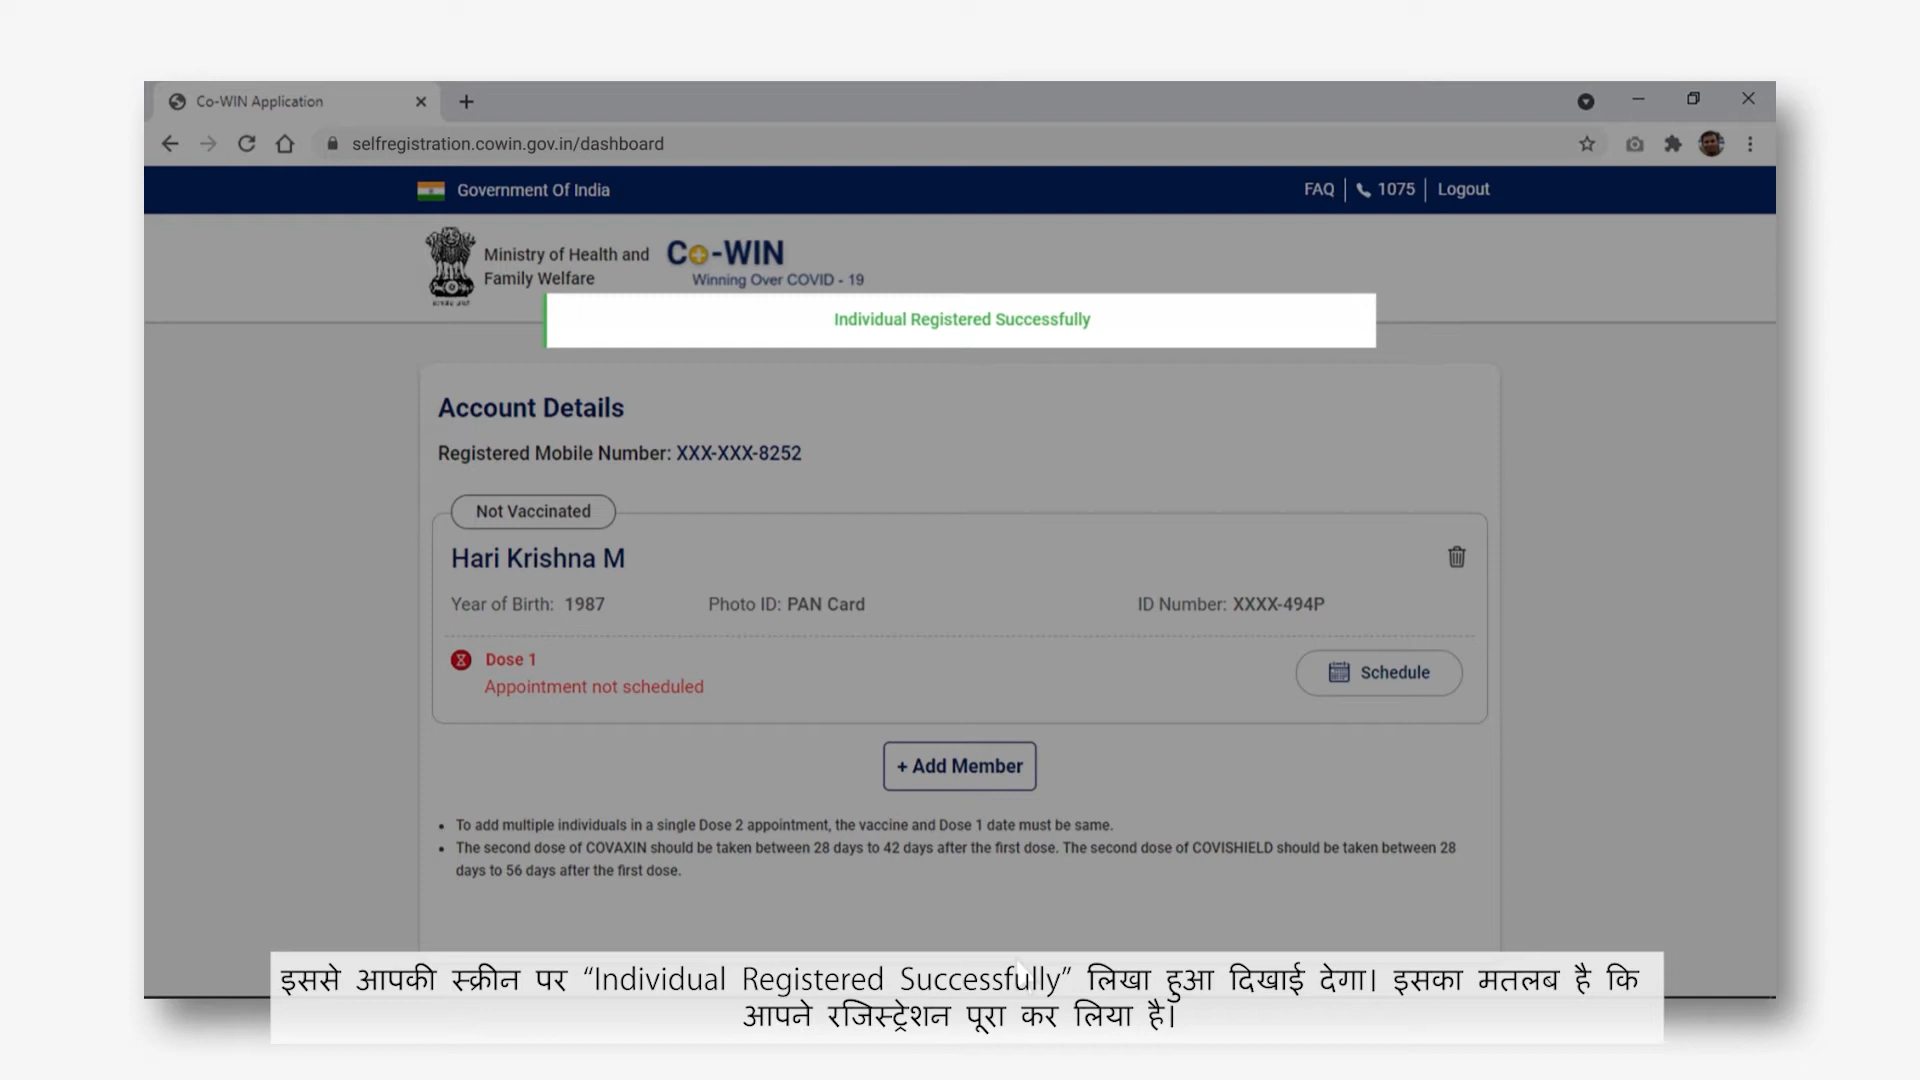 Co-WIN Application
selfregistration.cowin.gov.in/dashboard
Government Of India
FAQ | 1075 | Logout
Ministry of Health and
Family Welfare
Co-WIN
Winning Over COVID - 19
Individual Registered Successfully
Account Details
Registered Mobile Number: XXX-XXX-8252
Not Vaccinated
Hari Krishna M
Year of Birth: 1987 Photo ID: PAN Card ID Number: XXXX-494P
Dose 1
Appointment not scheduled
Schedule
+ Add Member
• To add multiple individuals in a single Dose 2 appointment, the vaccine and Dose 1 date must be same.
• The second dose of COVAXIN should be taken between 28 days to 42 days after the first dose. The second dose of COVISHIELD should be taken between 28
days to 56 days after the first dose.
इससे आपकी स्क्रीन पर “Individual Registered Successfully” लिखा हुआ दिखाई देगा। इसका मतलब है कि
आपने रजिस्ट्रेशन पूरा कर लिया है।